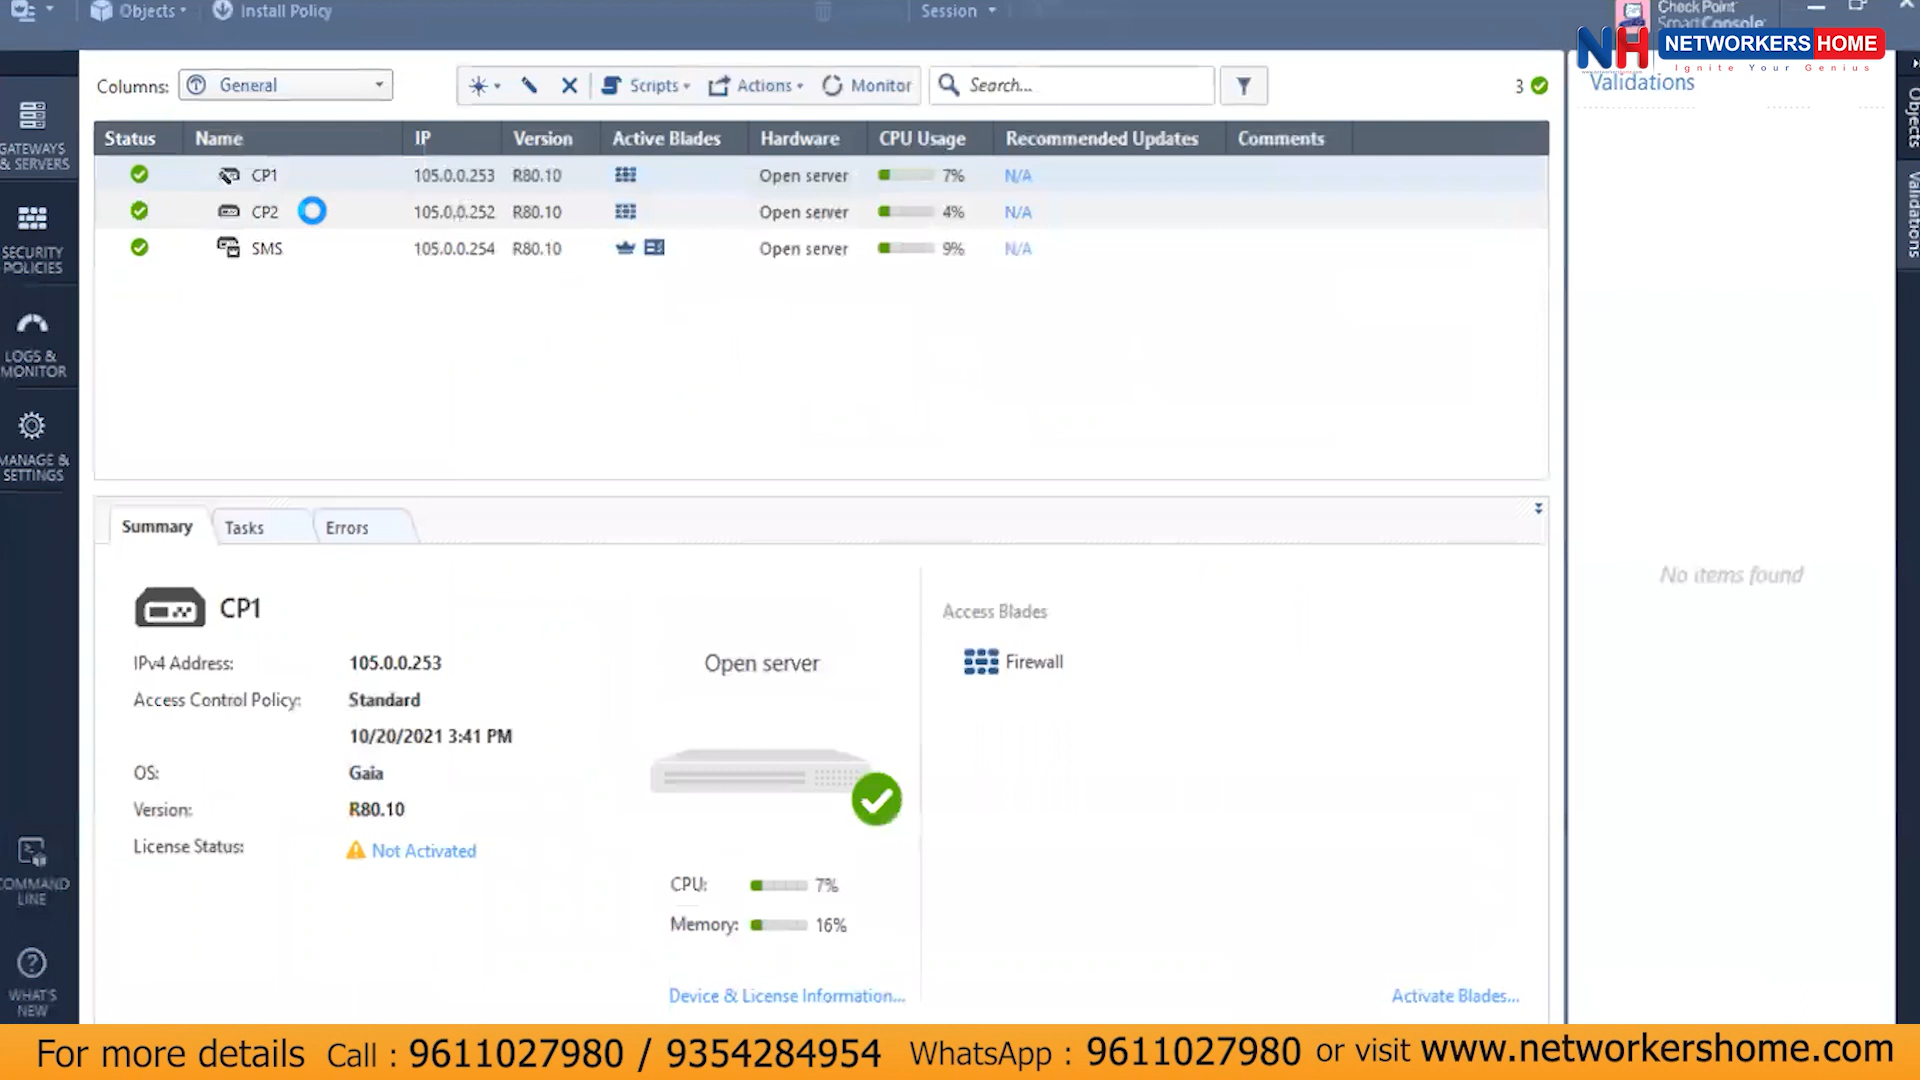 Objects
Install Policy
Session
Check Point
SmartConsole
NH NETWORKERS HOME
Ignite Your Genius
Columns:
General
Scripts
Actions
Monitor
Search...
3
Validations
Objects
Validations
GATEWAYS
& SERVERS
SECURITY
POLICIES
LOGS &
MONITOR
MANAGE &
SETTINGS
COMMAND
LINE
WHAT'S
NEW
Status Name IP Version Active Blades Hardware CPU Usage Recommended Updates Comments
CP1 105.0.0.253 R80.10 Open server 7% N/A
CP2 105.0.0.252 R80.10 Open server 4% N/A
SMS 105.0.0.254 R80.10 Open server 9% N/A
No items found
Summary Tasks Errors
CP1
IPv4 Address: 105.0.0.253
Access Control Policy: Standard
10/20/2021 3:41 PM
OS: Gaia
Version: R80.10
License Status: Not Activated
Open server
CPU: 7%
Memory: 16%
Device & License Information...
Access Blades
Firewall
Activate Blades...
For more details Call : 9611027980 / 9354284954 WhatsApp : 9611027980 or visit www.networkershome.com